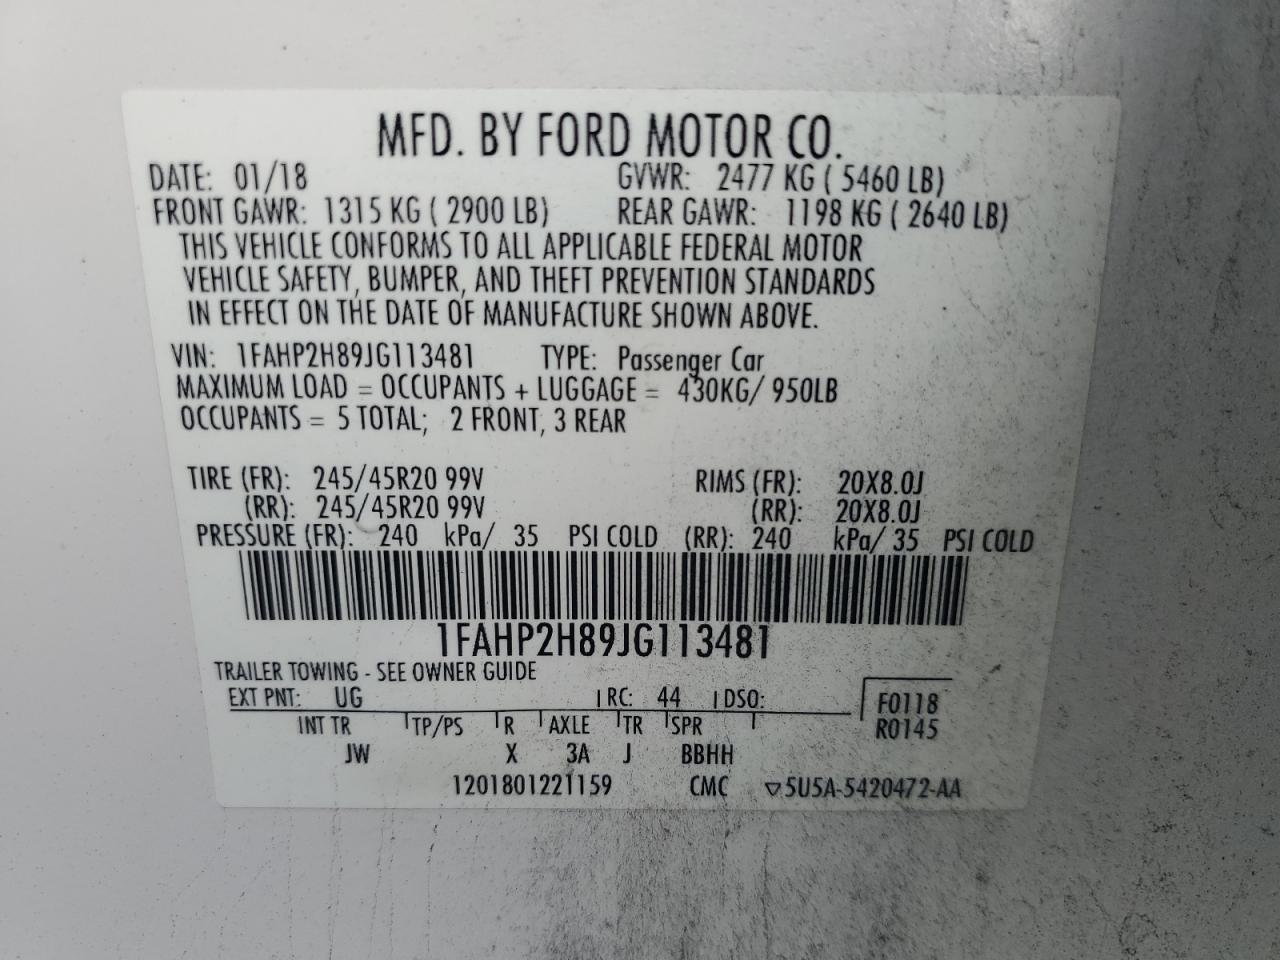 MFD. BY FORD MOTOR CO.
DATE: 01/18 GVWR: 2477 KG ( 5460 LB)
FRONT GAWR: 1315 KG ( 2900 LB) REAR GAWR: 1198 KG ( 2640 LB)
THIS VEHICLE CONFORMS TO ALL APPLICABLE FEDERAL MOTOR
VEHICLE SAFETY, BUMPER, AND THEFT PREVENTION STANDARDS
IN EFFECT ON THE DATE OF MANUFACTURE SHOWN ABOVE.
VIN: 1FAHP2H89JG113481 TYPE: Passenger Car
MAXIMUM LOAD = OCCUPANTS + LUGGAGE = 430KG/ 950LB
OCCUPANTS = 5 TOTAL; 2 FRONT, 3 REAR
TIRE (FR): 245/45R20 99V RIMS (FR): 20X8.0J
(RR): 245/45R20 99V (RR): 20X8.0J
PRESSURE (FR): 240 kPa/ 35 PSI COLD (RR): 240 kPa/ 35 PSI COLD
1FAHP2H89JG113481
TRAILER TOWING - SEE OWNER GUIDE
EXT PNT: UG RC: 44 DSO: F0118
INT TR TP/PS R AXLE TR SPR R0145
JW X 3A J BBHH
1201801221159 CMC ▽5U5A-5420472-AA